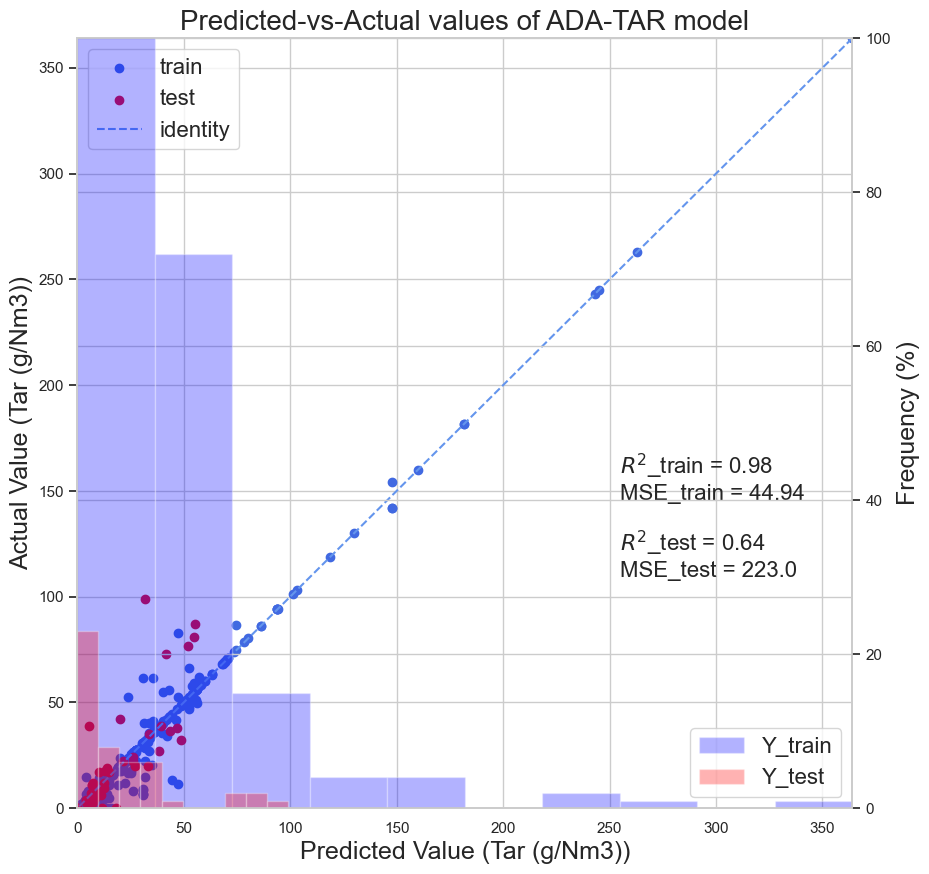 Predicted-vs-Actual values of ADA-TAR model
train
test
identity
Actual Value (Tar (g/Nm3))
350
300
250
200
150
100
50
0
100
80
60
40
20
0
Frequency (%)
R²_train = 0.98
MSE_train = 44.94
R²_test = 0.64
MSE_test = 223.0
Y_train
Y_test
0 50 100 150 200 250 300 350
Predicted Value (Tar (g/Nm3))